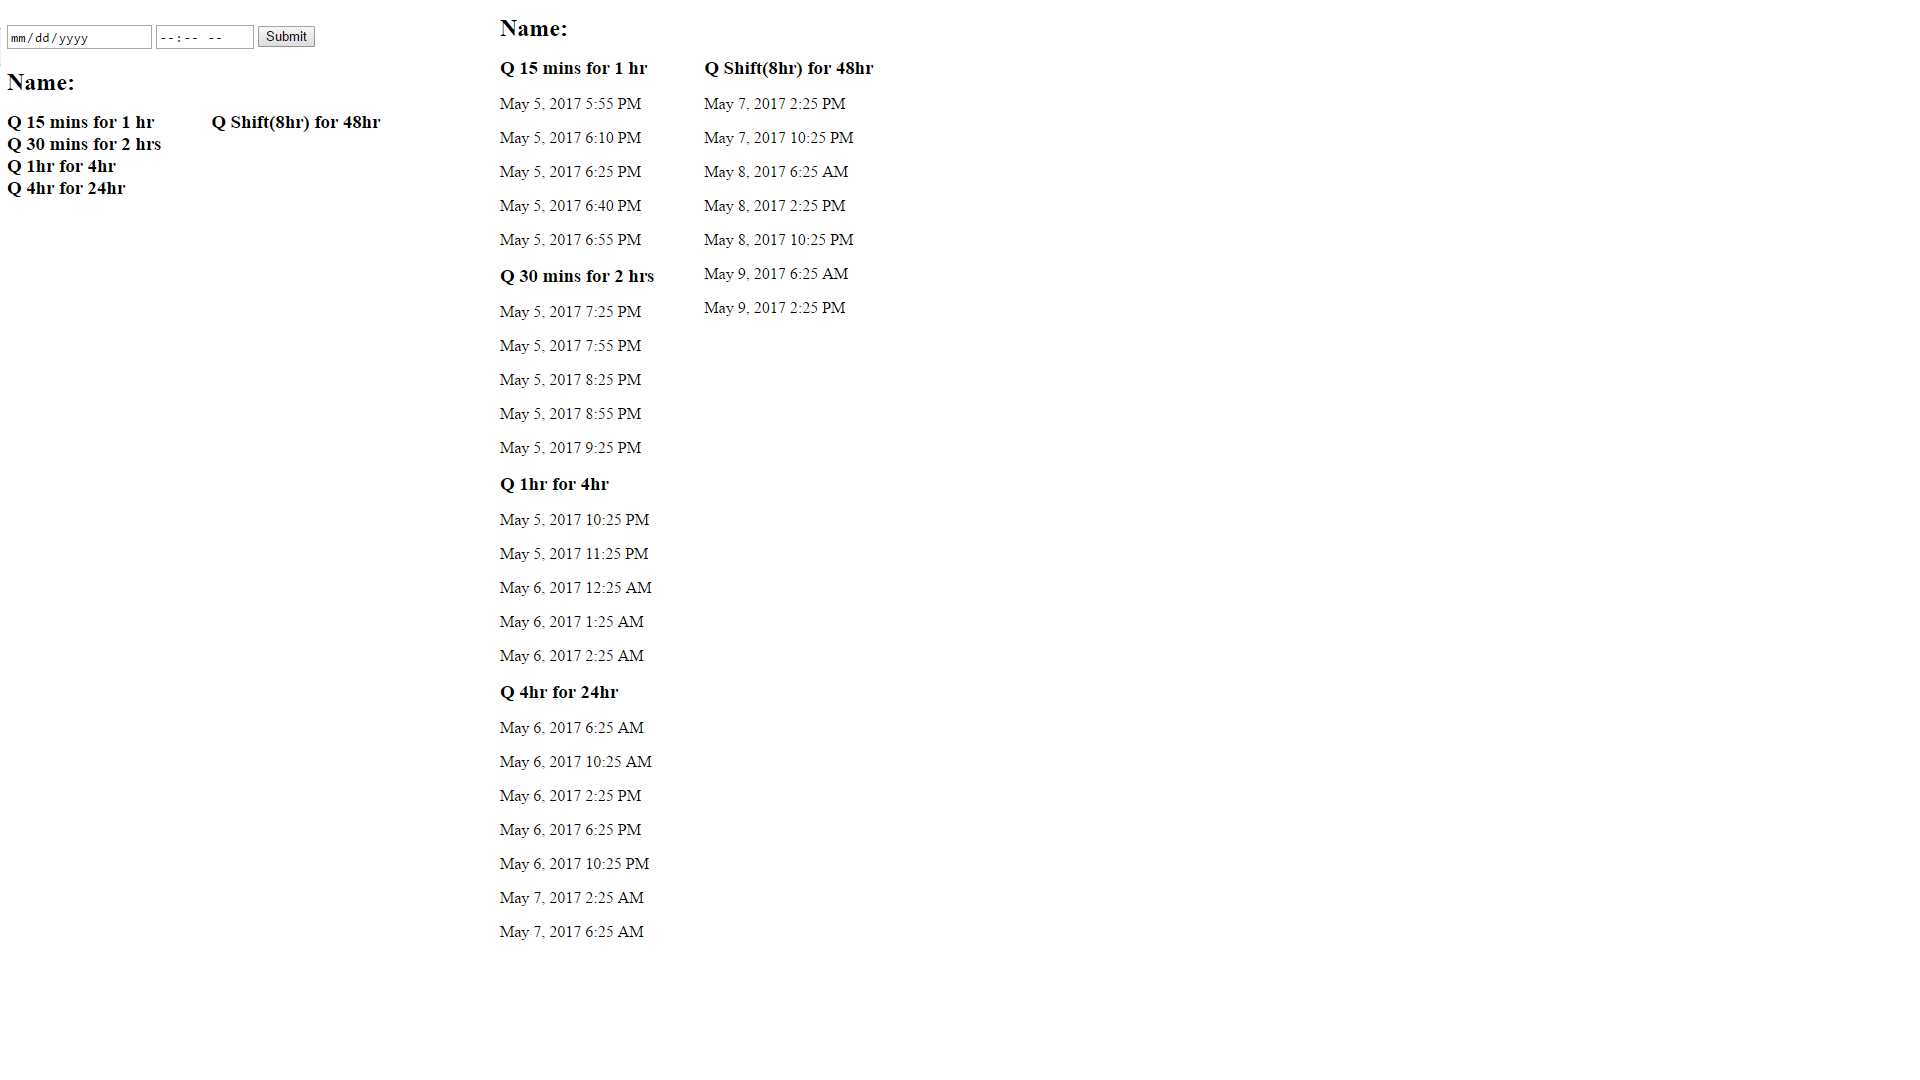 mm/dd/yyyy --:-- -- Submit
Name:
Q 15 mins for 1 hr
Q 30 mins for 2 hrs
Q 1hr for 4hr
Q 4hr for 24hr
Q Shift(8hr) for 48hr
Name:
Q 15 mins for 1 hr
May 5, 2017 5:55 PM
May 5, 2017 6:10 PM
May 5, 2017 6:25 PM
May 5, 2017 6:40 PM
May 5, 2017 6:55 PM
Q 30 mins for 2 hrs
May 5, 2017 7:25 PM
May 5, 2017 7:55 PM
May 5, 2017 8:25 PM
May 5, 2017 8:55 PM
May 5, 2017 9:25 PM
Q 1hr for 4hr
May 5, 2017 10:25 PM
May 5, 2017 11:25 PM
May 6, 2017 12:25 AM
May 6, 2017 1:25 AM
May 6, 2017 2:25 AM
Q 4hr for 24hr
May 6, 2017 6:25 AM
May 6, 2017 10:25 AM
May 6, 2017 2:25 PM
May 6, 2017 6:25 PM
May 6, 2017 10:25 PM
May 7, 2017 2:25 AM
May 7, 2017 6:25 AM
Q Shift(8hr) for 48hr
May 7, 2017 2:25 PM
May 7, 2017 10:25 PM
May 8, 2017 6:25 AM
May 8, 2017 2:25 PM
May 8, 2017 10:25 PM
May 9, 2017 6:25 AM
May 9, 2017 2:25 PM